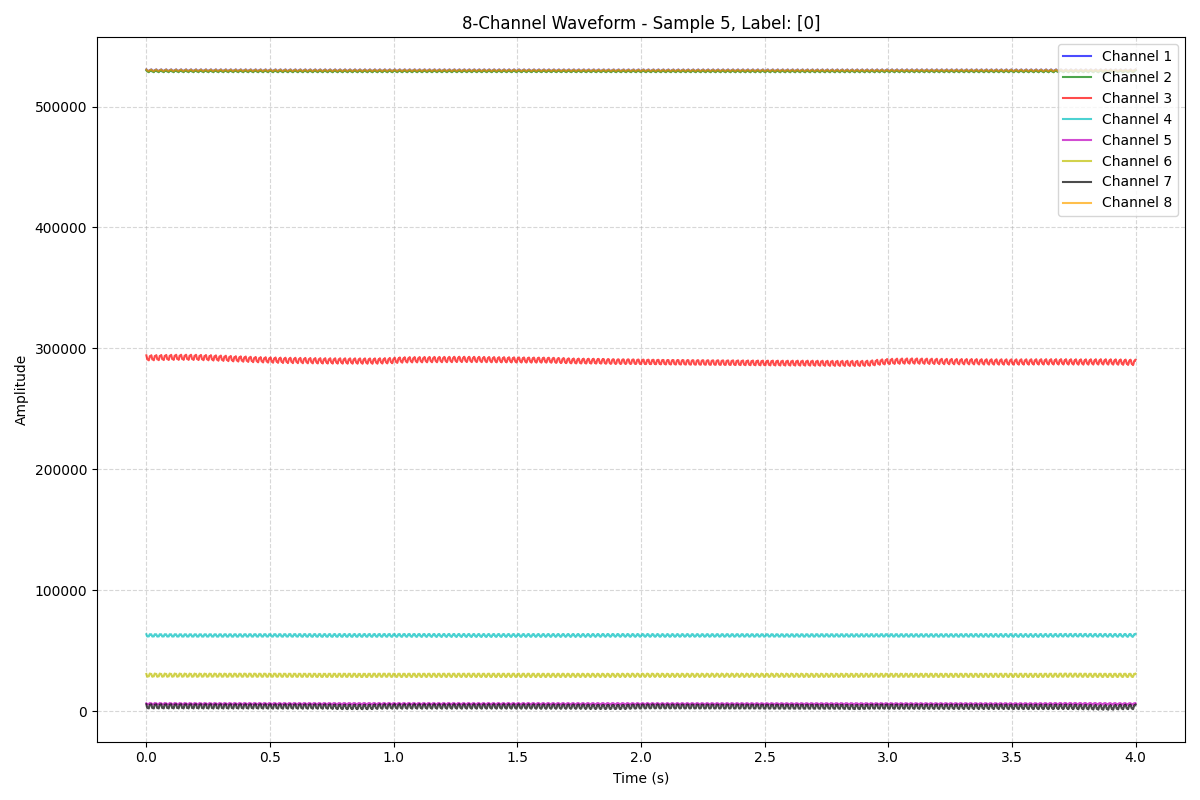 8-Channel Waveform - Sample 5, Label: [0]
Channel 1
Channel 2
Channel 3
Channel 4
Channel 5
Channel 6
Channel 7
Channel 8
500000
400000
300000
200000
100000
0
Amplitude
0.0 0.5 1.0 1.5 2.0 2.5 3.0 3.5 4.0
Time (s)